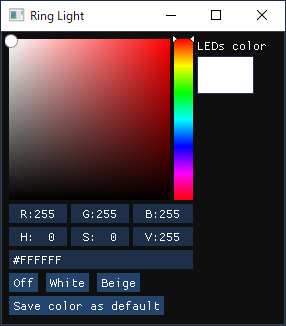 Ring Light
LEDs color
R:255 G:255 B:255
H:  0 S:  0 V:255
#FFFFFF
Off White Beige
Save color as default